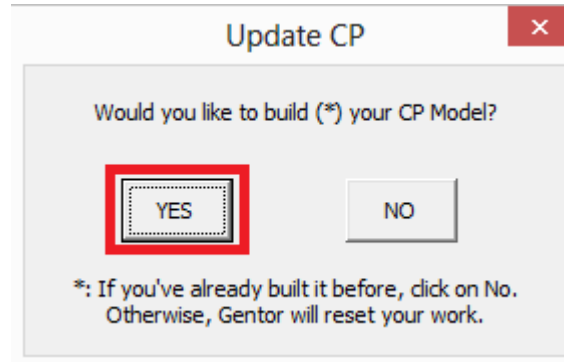 Update CP
Would you like to build (*) your CP Model?
YES
NO
*: If you've already built it before, click on No.
Otherwise, Gentor will reset your work.